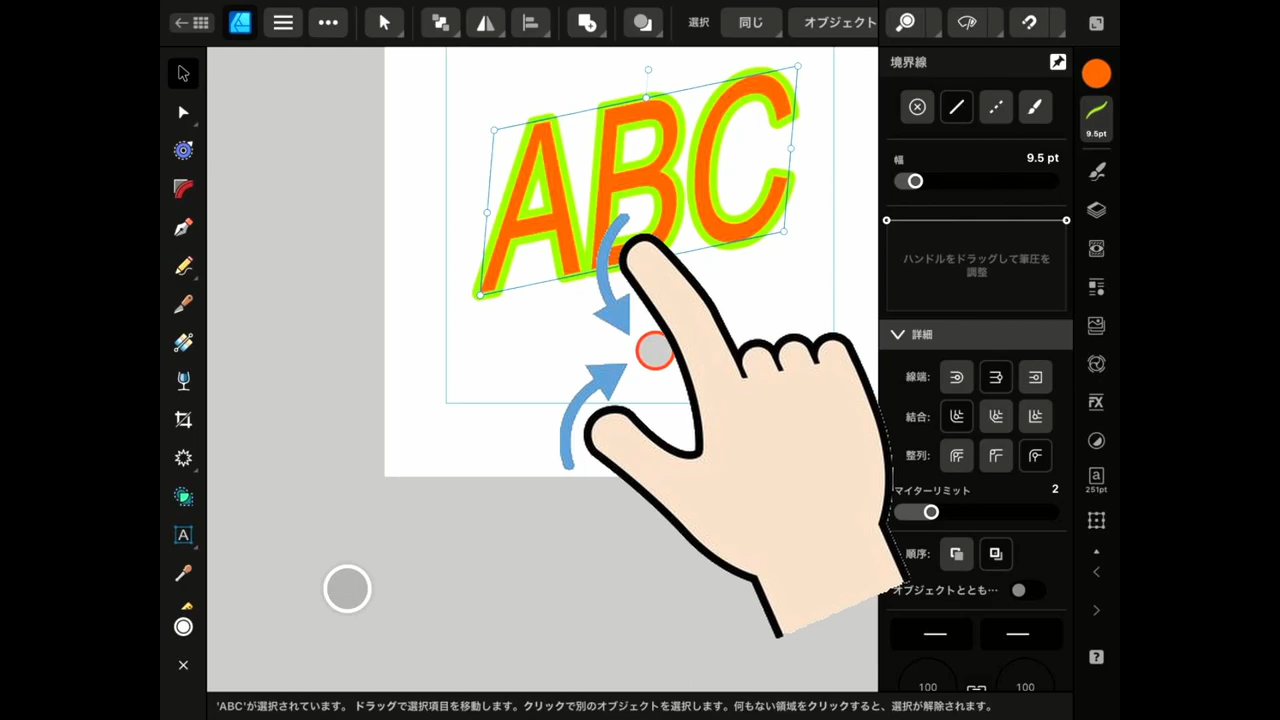 選択
同じ
オブジェクト
境界線
9.5pt
幅
9.5 pt
ABC
ハンドルをドラッグして筆圧を
調整
詳細
線端:
結合:
整列:
FX
a
251pt
マイターリミット
2
A
順序:
オブジェクトととも…
?
100
100
'ABC'が選択されています。 ドラッグで選択項目を移動します。クリックで別のオブジェクトを選択します。何もない領域をクリックすると、選択が解除されます。